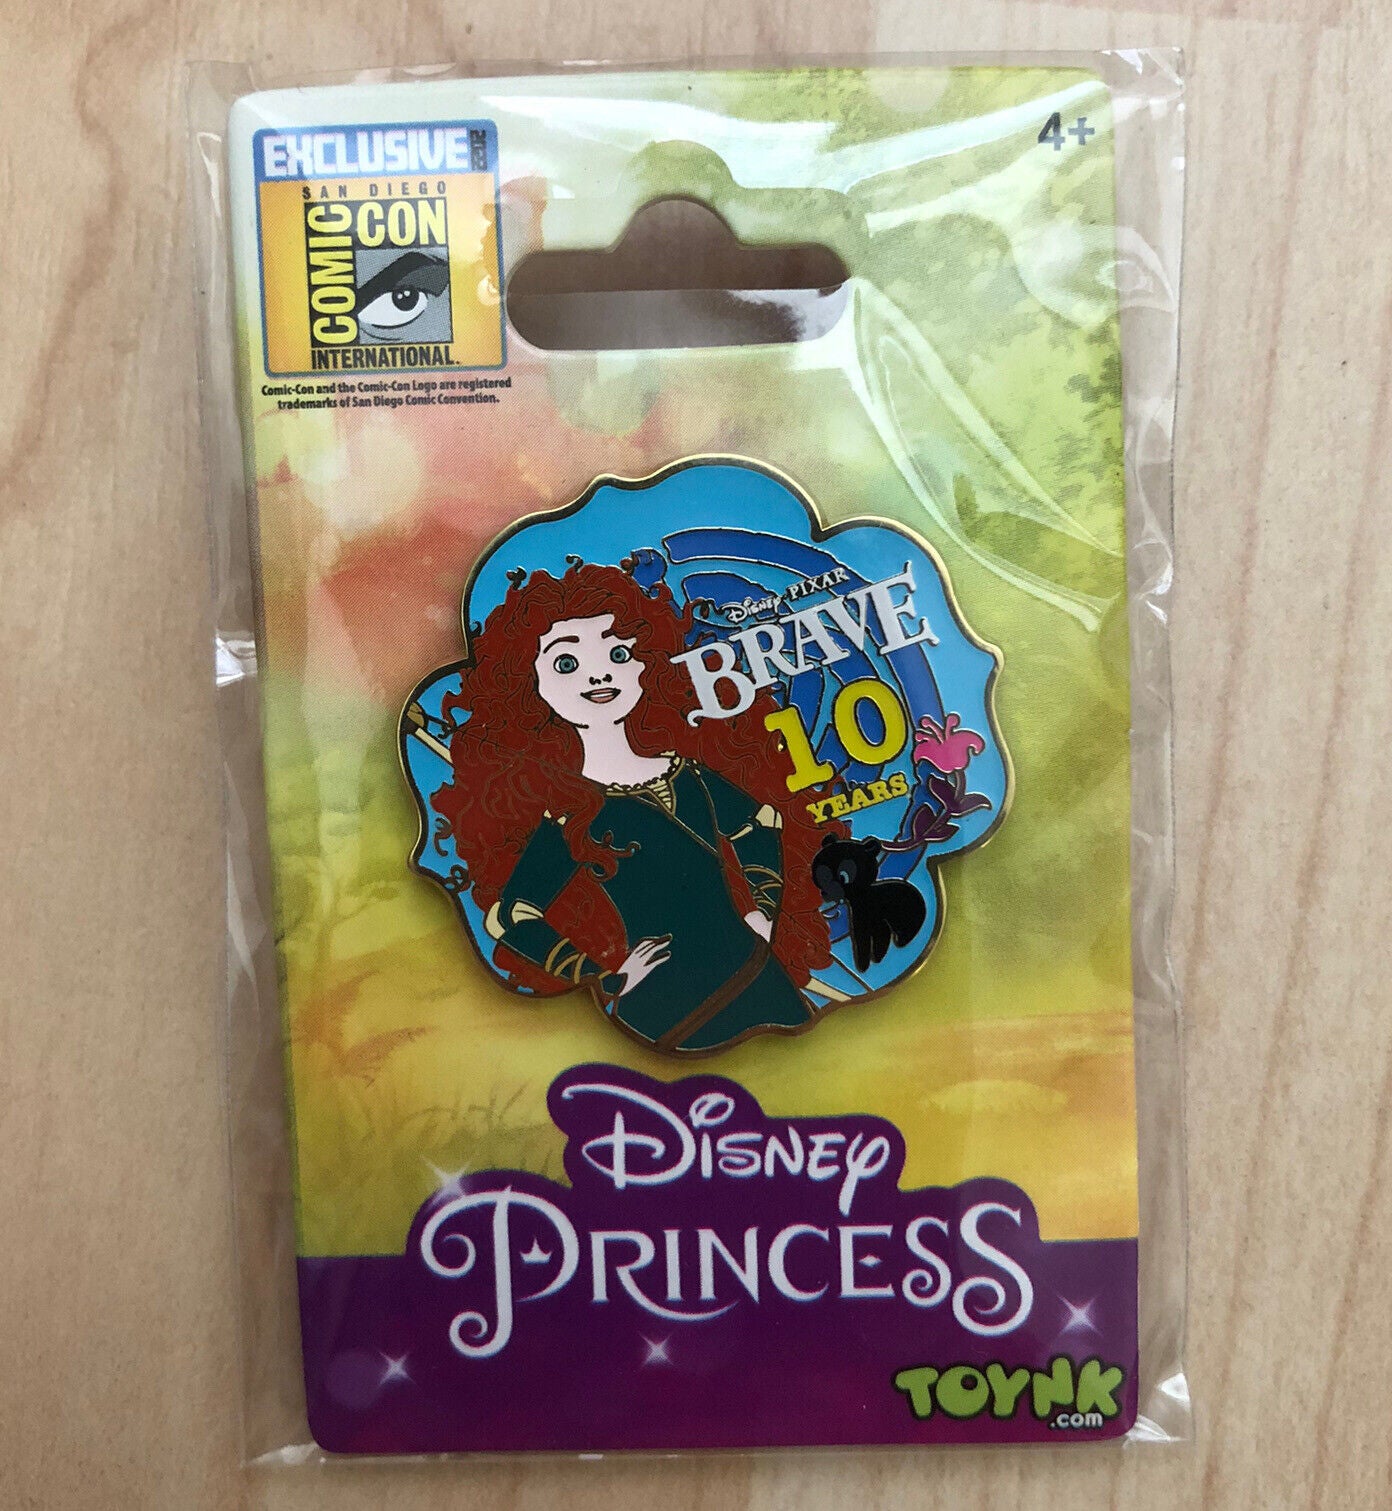 EXCLUSIVE 2022
4+
SAN DIEGO
COMIC CON
INTERNATIONAL
Comic-Con and the Comic-Con Logo are registered
trademarks of San Diego Comic Convention.
Disney · PIXAR
BRAVE
10
YEARS
Disney
PRINCESS
TOYNK
.com